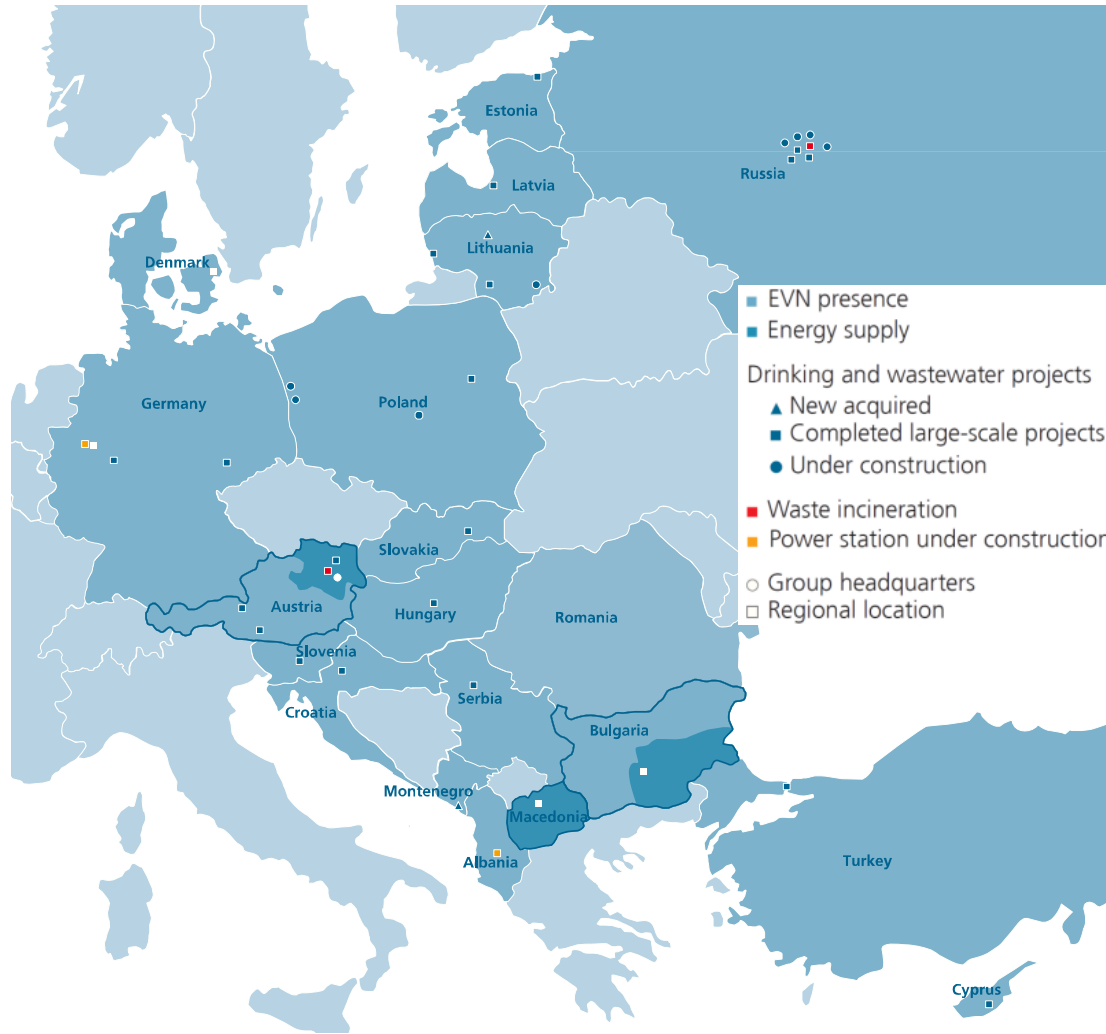 Estonia
Latvia
Russia
Lithuania
Denmark
EVN presence
Energy supply
Drinking and wastewater projects
New acquired
Completed large-scale projects
Under construction
Waste incineration
Power station under construction
Group headquarters
Regional location
Germany
Poland
Slovakia
Austria
Hungary
Romania
Slovenia
Croatia
Serbia
Bulgaria
Montenegro
Macedonia
Albania
Turkey
Cyprus